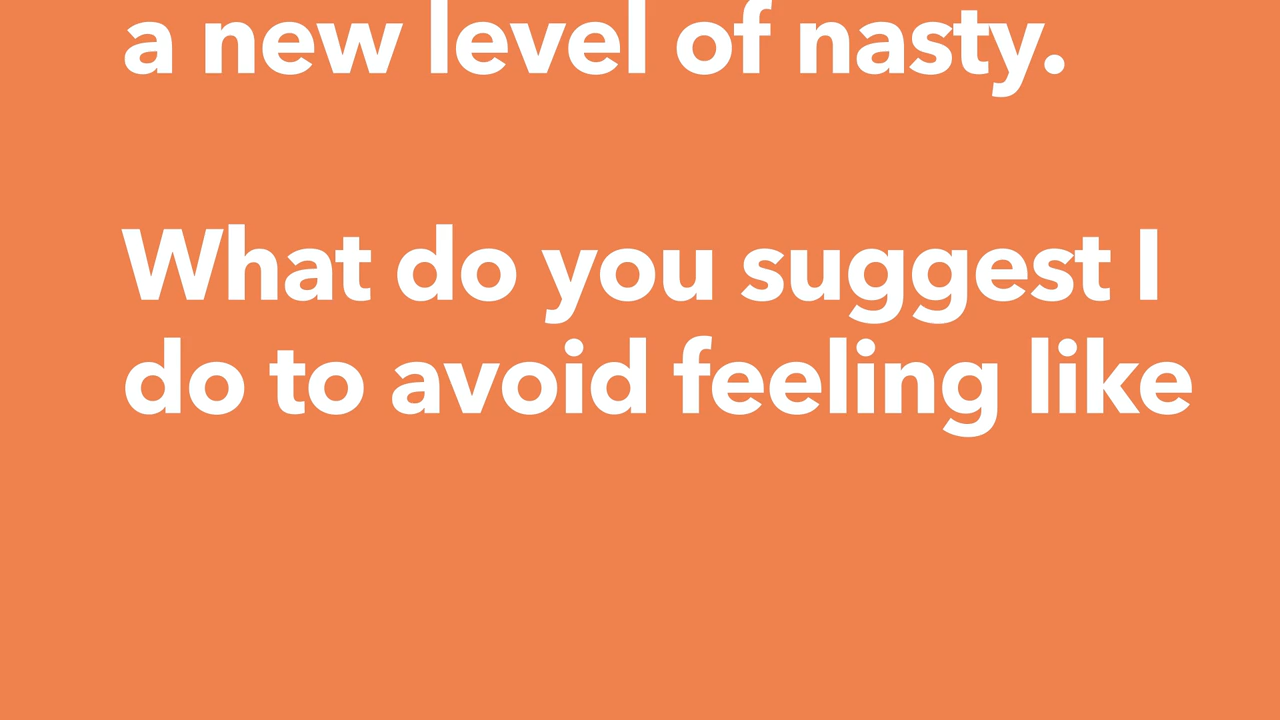 a new level of nasty.
What do you suggest I
do to avoid feeling like